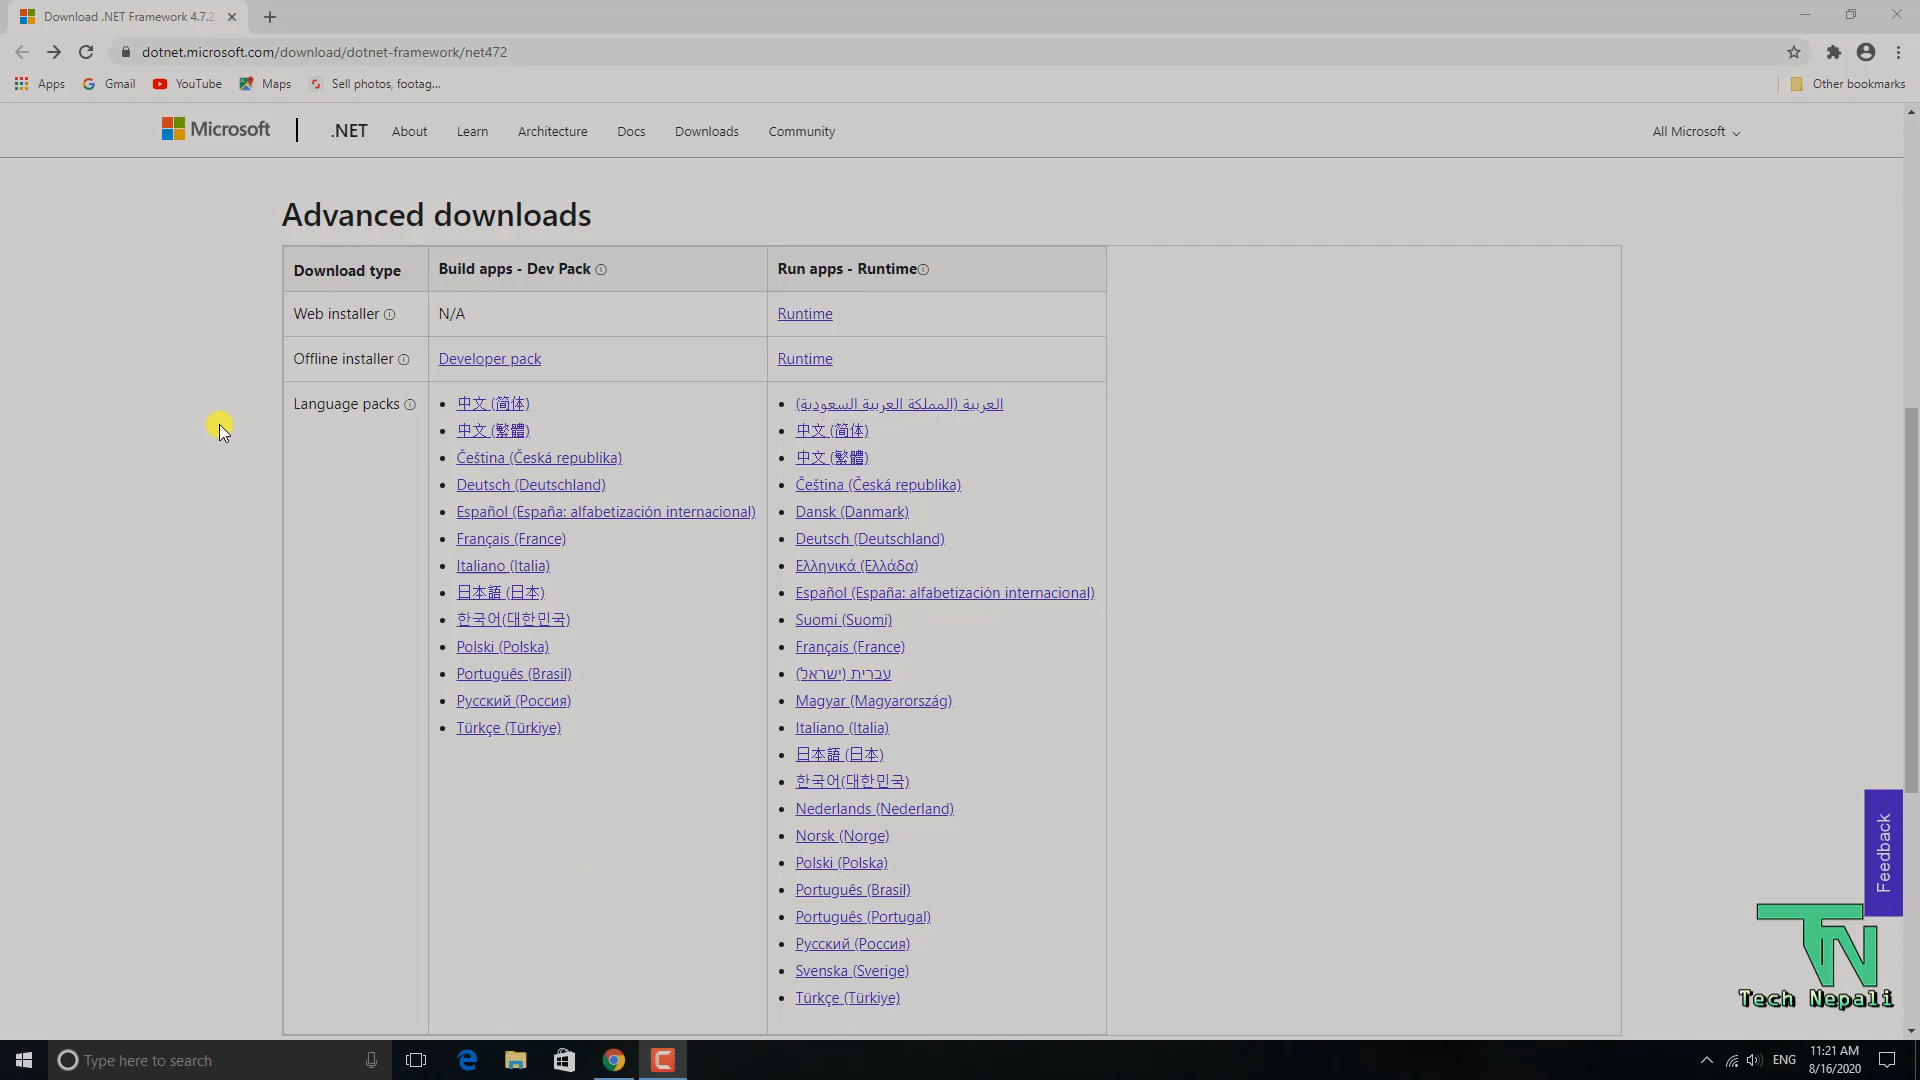 Download .NET Framework 4.7.2
dotnet.microsoft.com/download/dotnet-framework/net472
Apps Gmail YouTube Maps Sell photos, footag... Other bookmarks
Microsoft .NET About Learn Architecture Docs Downloads Community All Microsoft
Advanced downloads
Download type Build apps - Dev Pack Run apps - Runtime
Web installer N/A Runtime
Offline installer Developer pack Runtime
Language packs
中文 (简体)
中文 (繁體)
Čeština (Česká republika)
Deutsch (Deutschland)
Español (España: alfabetización internacional)
Français (France)
Italiano (Italia)
日本語 (日本)
한국어(대한민국)
Polski (Polska)
Português (Brasil)
Русский (Россия)
Türkçe (Türkiye)
العربية (المملكة العربية السعودية)
中文 (简体)
中文 (繁體)
Čeština (Česká republika)
Dansk (Danmark)
Deutsch (Deutschland)
Ελληνικά (Ελλάδα)
Español (España: alfabetización internacional)
Suomi (Suomi)
Français (France)
עברית (ישראל)
Magyar (Magyarország)
Italiano (Italia)
日本語 (日本)
한국어(대한민국)
Nederlands (Nederland)
Norsk (Norge)
Polski (Polska)
Português (Brasil)
Português (Portugal)
Русский (Россия)
Svenska (Sverige)
Türkçe (Türkiye)
Feedback
TN
Tech Nepali
Type here to search
ENG
11:21 AM
8/16/2020